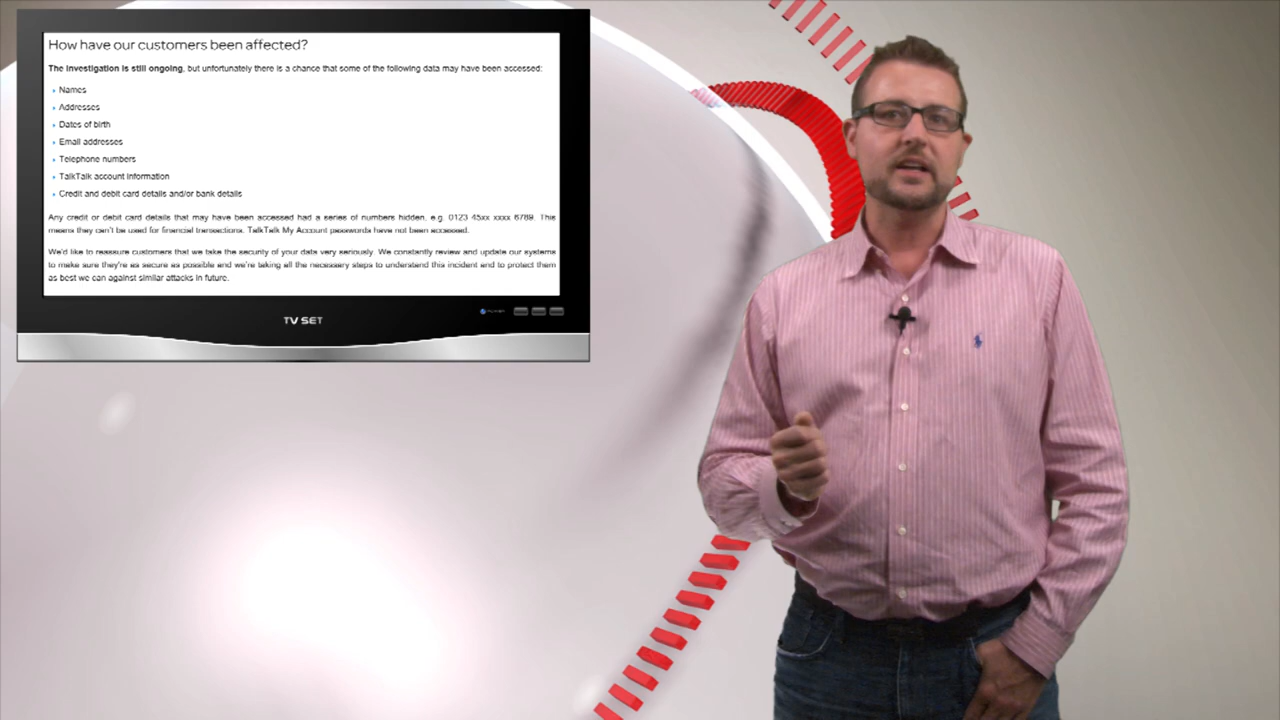 How have our customers been affected?
The investigation is still ongoing, but unfortunately there is a chance that some of the following data may have been accessed:
Names
Addresses
Dates of birth
Email addresses
Telephone numbers
TalkTalk account information
Credit and debit card details and/or bank details
Any credit or debit card details that may have been accessed had a series of numbers hidden, e.g. 0123 45xx xxxx 6789. This
means they can't be used for financial transactions. TalkTalk My Account passwords have not been accessed.
We'd like to reassure customers that we take the security of your data very seriously. We constantly review and update our systems
to make sure they're as secure as possible and we're taking all the necessary steps to understand this incident and to protect them
as best we can against similar attacks in future.
TV SET